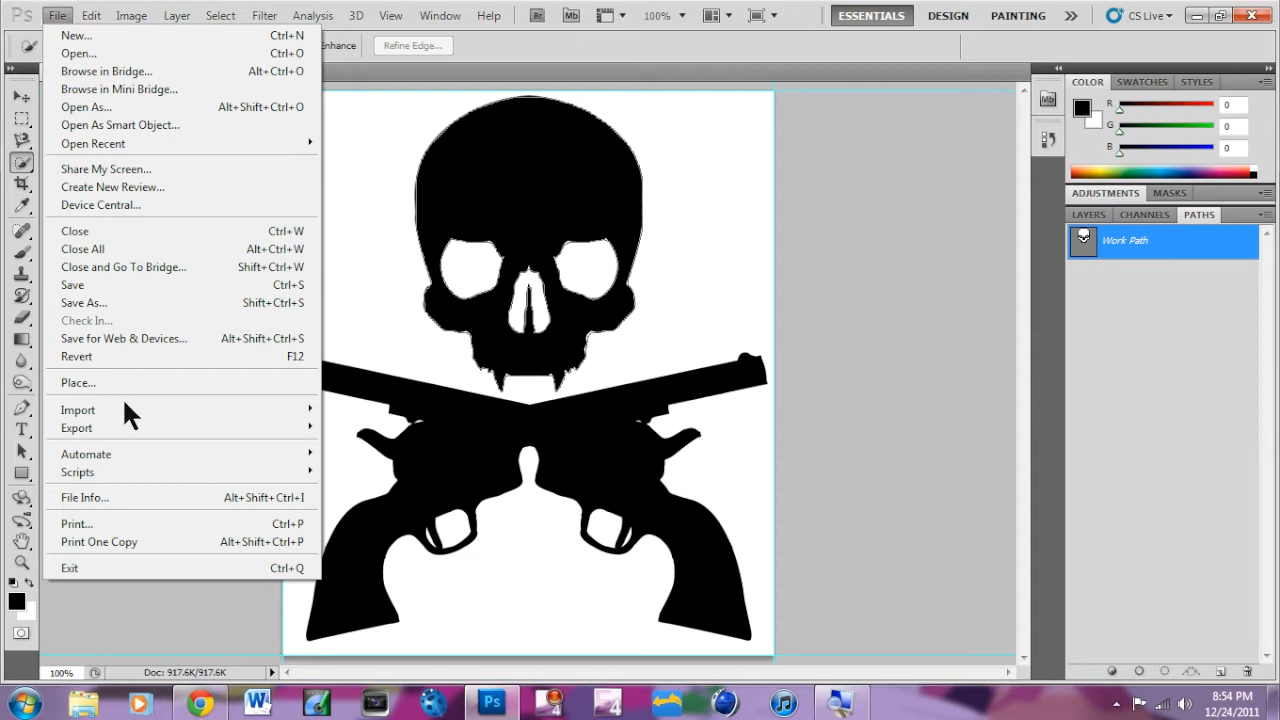 Ps File Edit Image Layer Select Filter Analysis 3D View Window Help Br Mb 100% ESSENTIALS DESIGN PAINTING CS Live
Enhance Refine Edge...
New... Ctrl+N
Open... Ctrl+O
Browse in Bridge... Alt+Ctrl+O
Browse in Mini Bridge...
Open As... Alt+Shift+Ctrl+O
Open As Smart Object...
Open Recent
Share My Screen...
Create New Review...
Device Central...
Close Ctrl+W
Close All Alt+Ctrl+W
Close and Go To Bridge... Shift+Ctrl+W
Save Ctrl+S
Save As... Shift+Ctrl+S
Check In...
Save for Web & Devices... Alt+Shift+Ctrl+S
Revert F12
Place...
Import
Export
Automate
Scripts
File Info... Alt+Shift+Ctrl+I
Print... Ctrl+P
Print One Copy Alt+Shift+Ctrl+P
Exit Ctrl+Q
Mb
COLOR SWATCHES STYLES
R 0
G 0
B 0
ADJUSTMENTS MASKS
LAYERS CHANNELS PATHS
Work Path
100% Doc: 917.6K/917.6K
W Ps 4 4
8:54 PM
12/24/2011